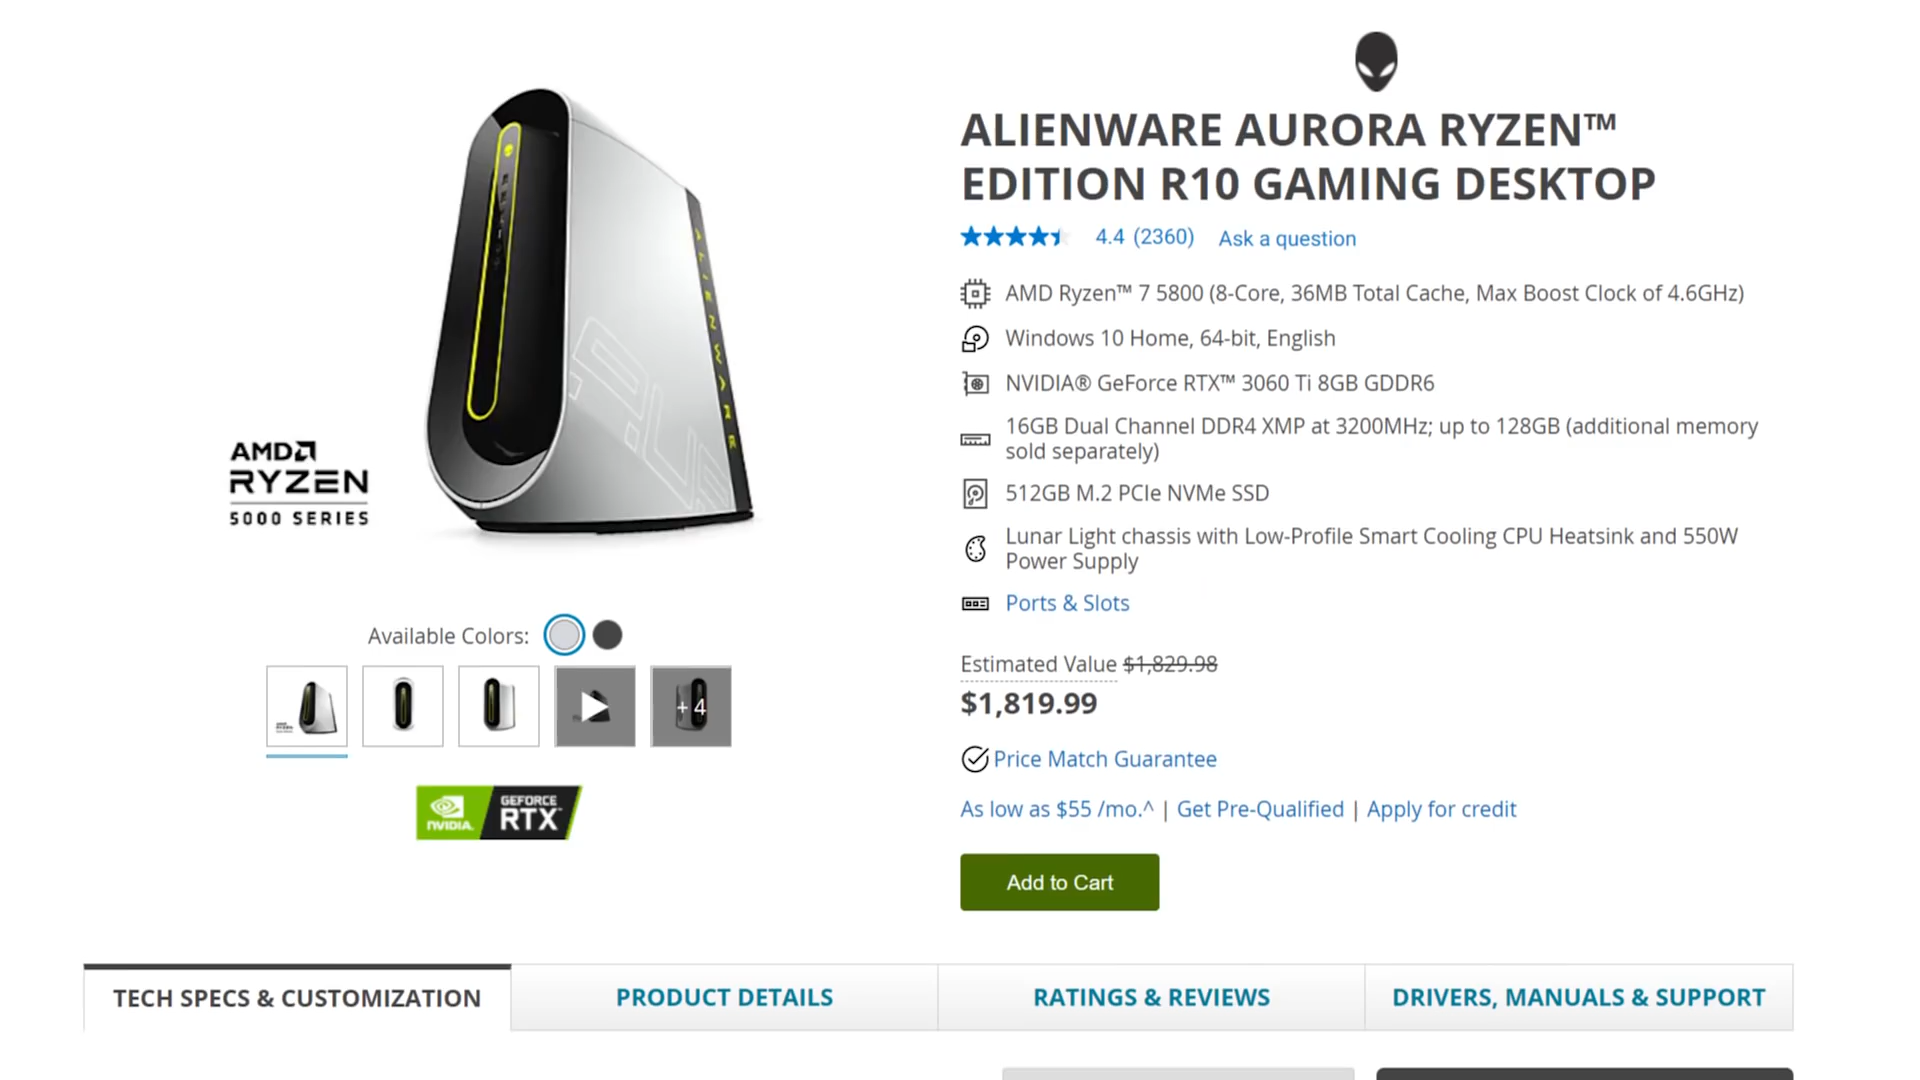 ALIENWARE AURORA RYZEN™
EDITION R10 GAMING DESKTOP
4.4 (2360) Ask a question
AMD Ryzen™ 7 5800 (8-Core, 36MB Total Cache, Max Boost Clock of 4.6GHz)
Windows 10 Home, 64-bit, English
NVIDIA® GeForce RTX™ 3060 Ti 8GB GDDR6
16GB Dual Channel DDR4 XMP at 3200MHz; up to 128GB (additional memory
sold separately)
512GB M.2 PCIe NVMe SSD
Lunar Light chassis with Low-Profile Smart Cooling CPU Heatsink and 550W
Power Supply
Ports & Slots
Estimated Value $1,829.98
$1,819.99
Price Match Guarantee
As low as $55 /mo.^ | Get Pre-Qualified | Apply for credit
Add to Cart
ALIENWARE
AMD
RYZEN
5000 SERIES
Available Colors:
+ 4
NVIDIA.
GEFORCE
RTX™
TECH SPECS & CUSTOMIZATION
PRODUCT DETAILS
RATINGS & REVIEWS
DRIVERS, MANUALS & SUPPORT